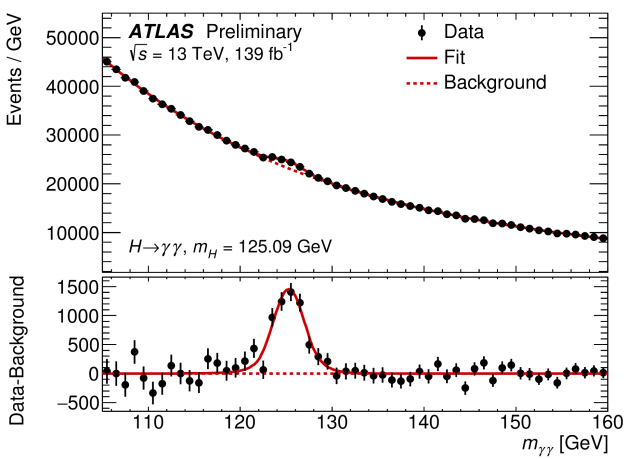 ATLAS Preliminary
√s = 13 TeV, 139 fb⁻¹
Data
Fit
Background
Events / GeV
50000
40000
30000
20000
10000
H→γγ, m_H = 125.09 GeV
Data-Background
1500
1000
500
0
−500
110 120 130 140 150 160
m_γγ [GeV]